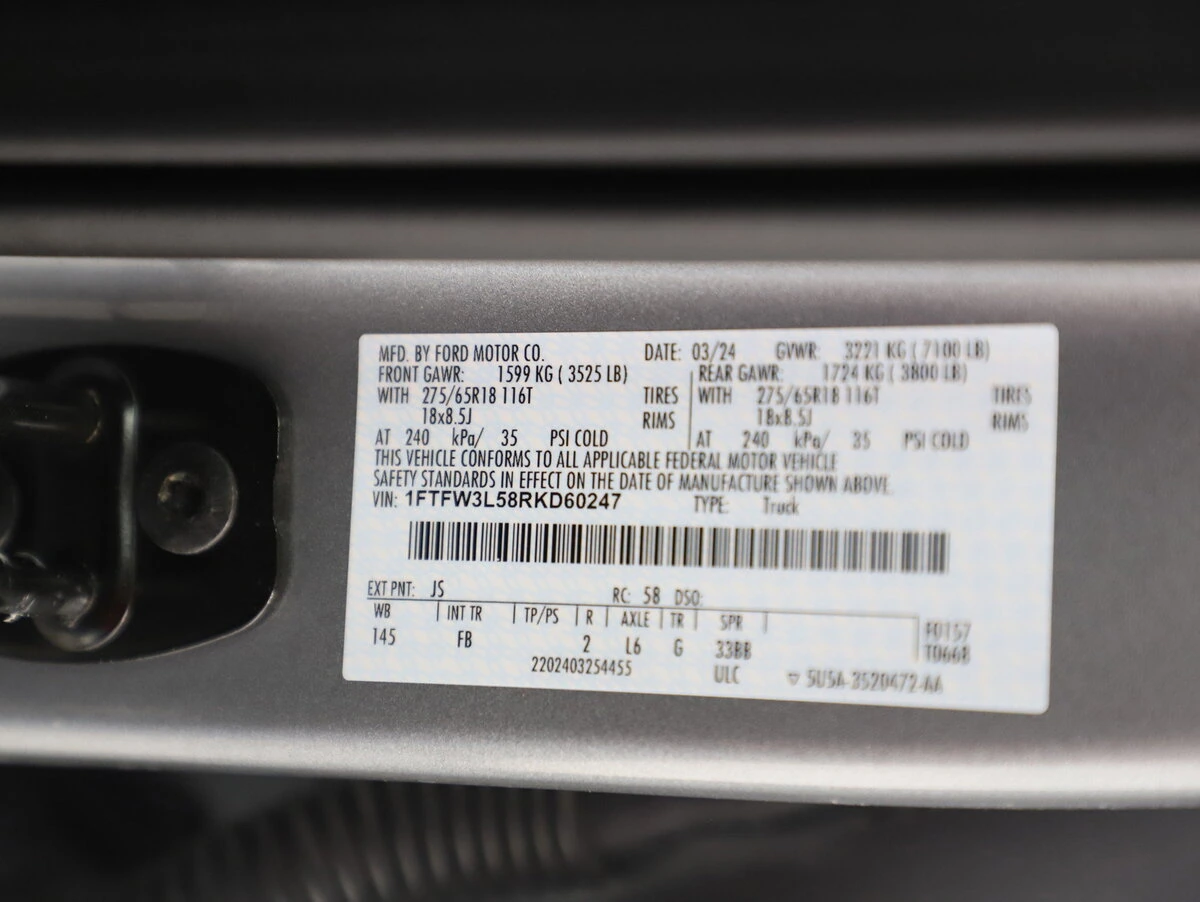 MFD. BY FORD MOTOR CO. DATE: 03/24 GVWR: 3221 KG ( 7100 LB)
FRONT GAWR: 1599 KG ( 3525 LB) REAR GAWR: 1724 KG ( 3800 LB)
WITH 275/65R18 116T TIRES WITH 275/65R18 116T TIRES
18x8.5J RIMS 18x8.5J RIMS
AT 240 kPa/ 35 PSI COLD AT 240 kPa/ 35 PSI COLD
THIS VEHICLE CONFORMS TO ALL APPLICABLE FEDERAL MOTOR VEHICLE
SAFETY STANDARDS IN EFFECT ON THE DATE OF MANUFACTURE SHOWN ABOVE.
VIN: 1FTFW3L58RKD60247 TYPE: Truck
EXT PNT: JS RC: 58 DSO:
WB INT TR TP/PS R AXLE TR SPR
145 FB 2 L6 G 33BB
F0157
T0668
2202403254455 ULC ▽ 5U5A-3520472-AA